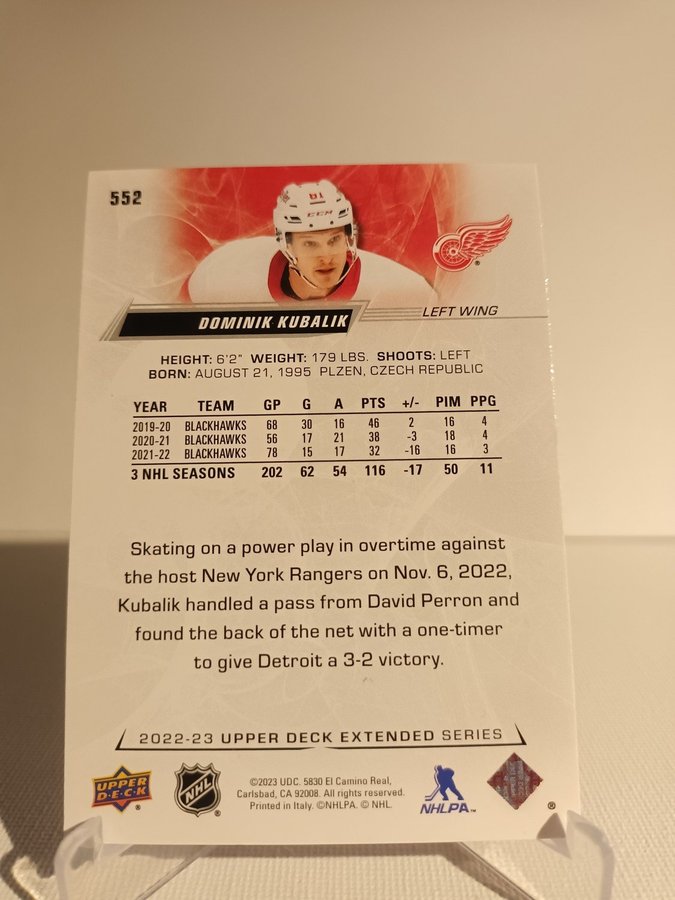 552
81
CCM
DOMINIK KUBALIK
LEFT WING
HEIGHT: 6'2" WEIGHT: 179 LBS. SHOOTS: LEFT
BORN: AUGUST 21, 1995 PLZEN, CZECH REPUBLIC
YEAR TEAM GP G A PTS +/- PIM PPG
2019-20 BLACKHAWKS 68 30 16 46 2 16 4
2020-21 BLACKHAWKS 56 17 21 38 -3 18 4
2021-22 BLACKHAWKS 78 15 17 32 -16 16 3
3 NHL SEASONS 202 62 54 116 -17 50 11
Skating on a power play in overtime against
the host New York Rangers on Nov. 6, 2022,
Kubalik handled a pass from David Perron and
found the back of the net with a one-timer
to give Detroit a 3-2 victory.
2022-23 UPPER DECK EXTENDED SERIES
UPPER
D·E·C·K
®
NHL
®
©2023 UDC. 5830 El Camino Real,
Carlsbad, CA 92008. All rights reserved.
Printed in Italy. ©NHLPA. © NHL.
NHLPA™
®